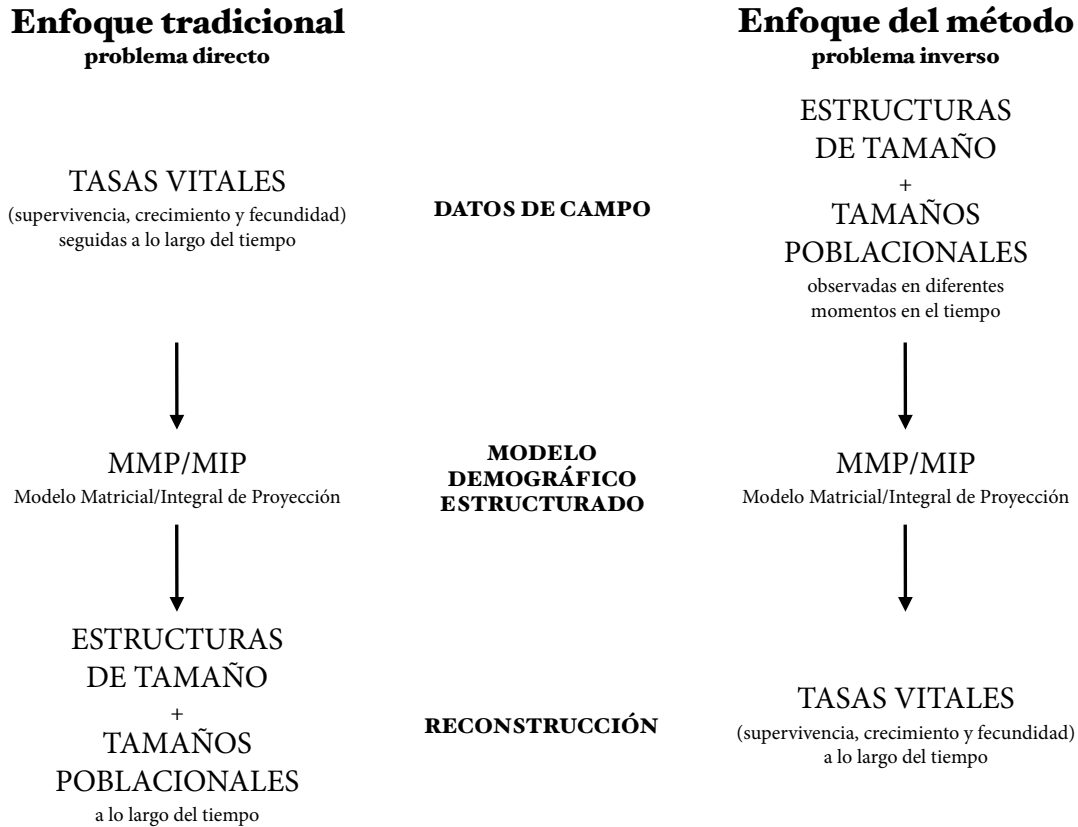 Enfoque tradicional
problema directo
Enfoque del método
problema inverso
TASAS VITALES
(supervivencia, crecimiento y fecundidad)
seguidas a lo largo del tiempo
DATOS DE CAMPO
ESTRUCTURAS
DE TAMAÑO
+
TAMAÑOS
POBLACIONALES
observadas en diferentes
momentos en el tiempo
MMP/MIP
Modelo Matricial/Integral de Proyección
MODELO
DEMOGRÁFICO
ESTRUCTURADO
MMP/MIP
Modelo Matricial/Integral de Proyección
ESTRUCTURAS
DE TAMAÑO
+
TAMAÑOS
POBLACIONALES
a lo largo del tiempo
RECONSTRUCCIÓN
TASAS VITALES
(supervivencia, crecimiento y fecundidad)
a lo largo del tiempo